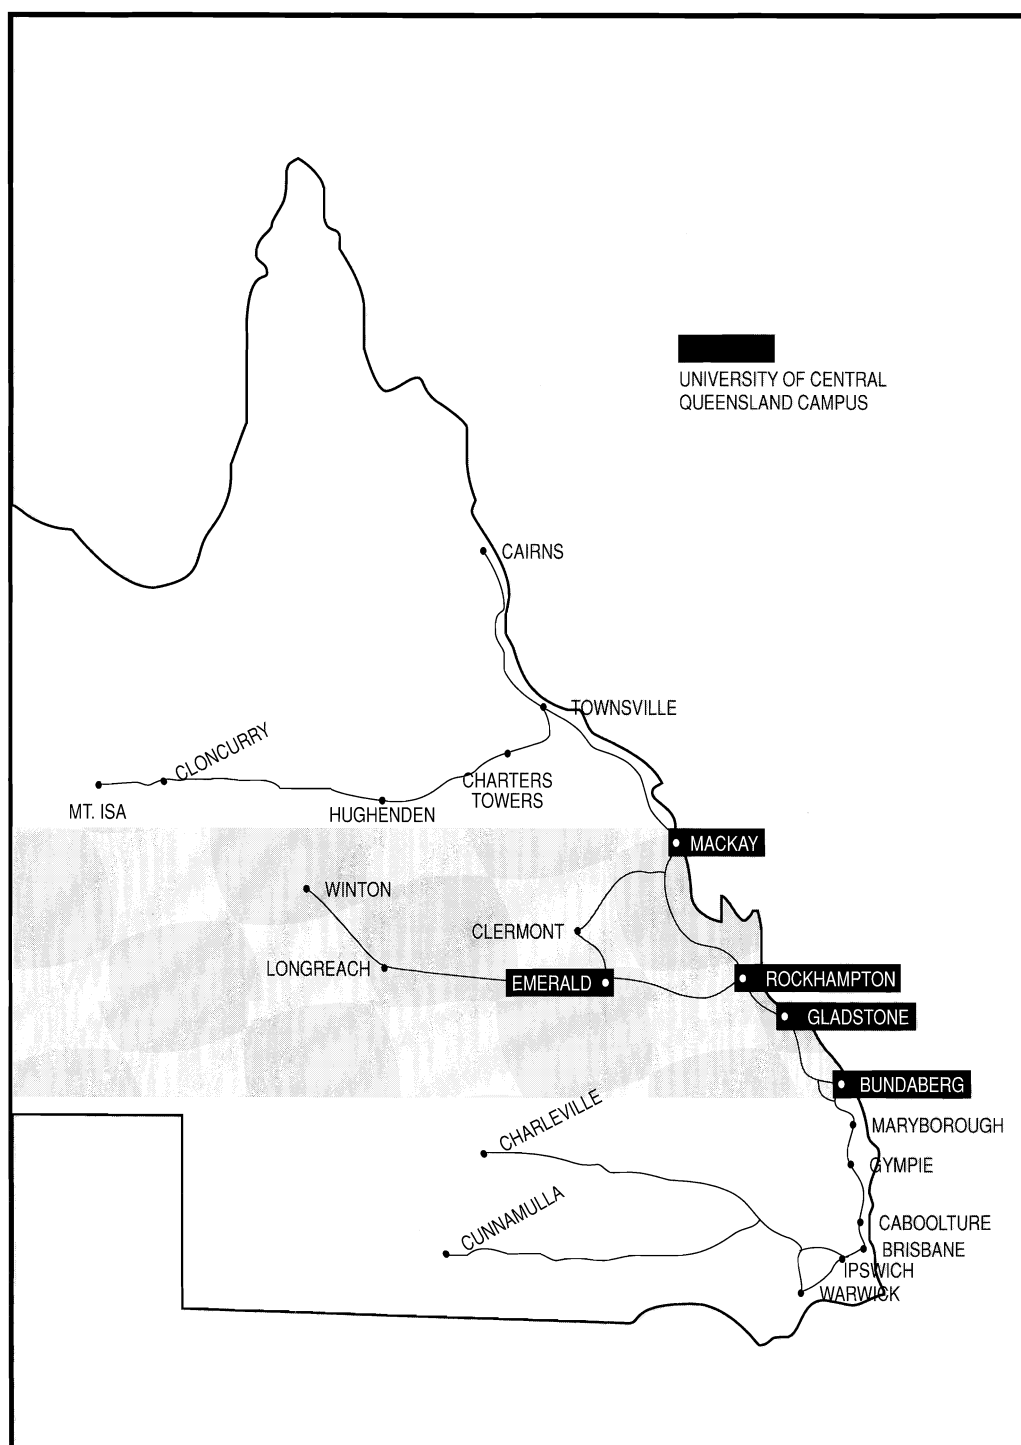 UNIVERSITY OF CENTRAL
QUEENSLAND CAMPUS
CAIRNS
TOWNSVILLE
CLONCURRY
CHARTERS
TOWERS
MT. ISA
HUGHENDEN
MACKAY
WINTON
CLERMONT
LONGREACH
EMERALD
ROCKHAMPTON
GLADSTONE
BUNDABERG
CHARLEVILLE
MARYBOROUGH
GYMPIE
CUNNAMULLA
CABOOLTURE
BRISBANE
IPSWICH
WARWICK